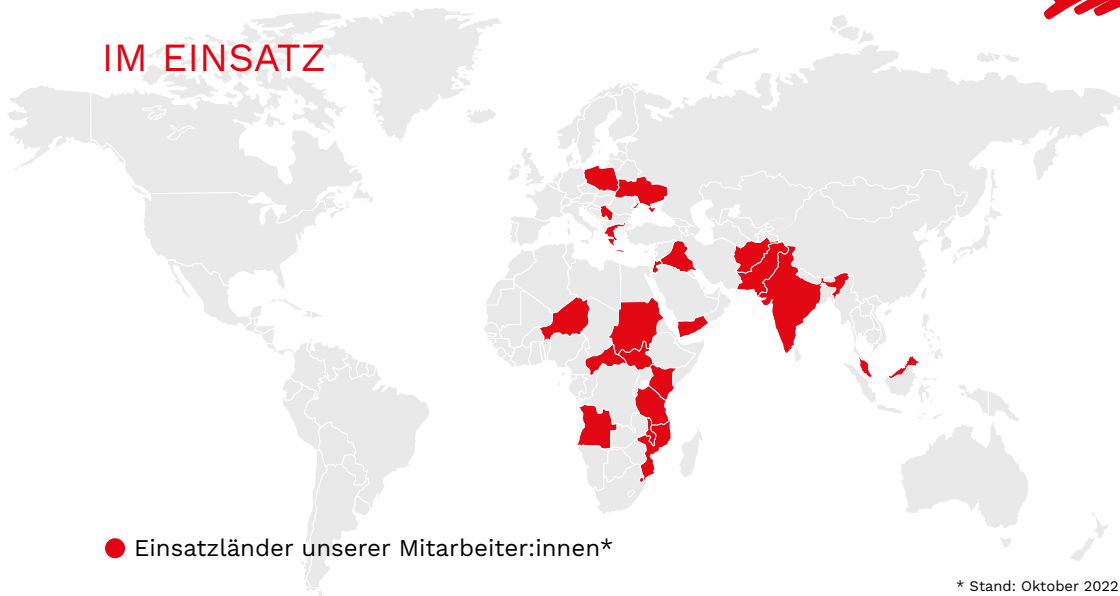 IM EINSATZ
Einsatzländer unserer Mitarbeiter:innen*
* Stand: Oktober 2022